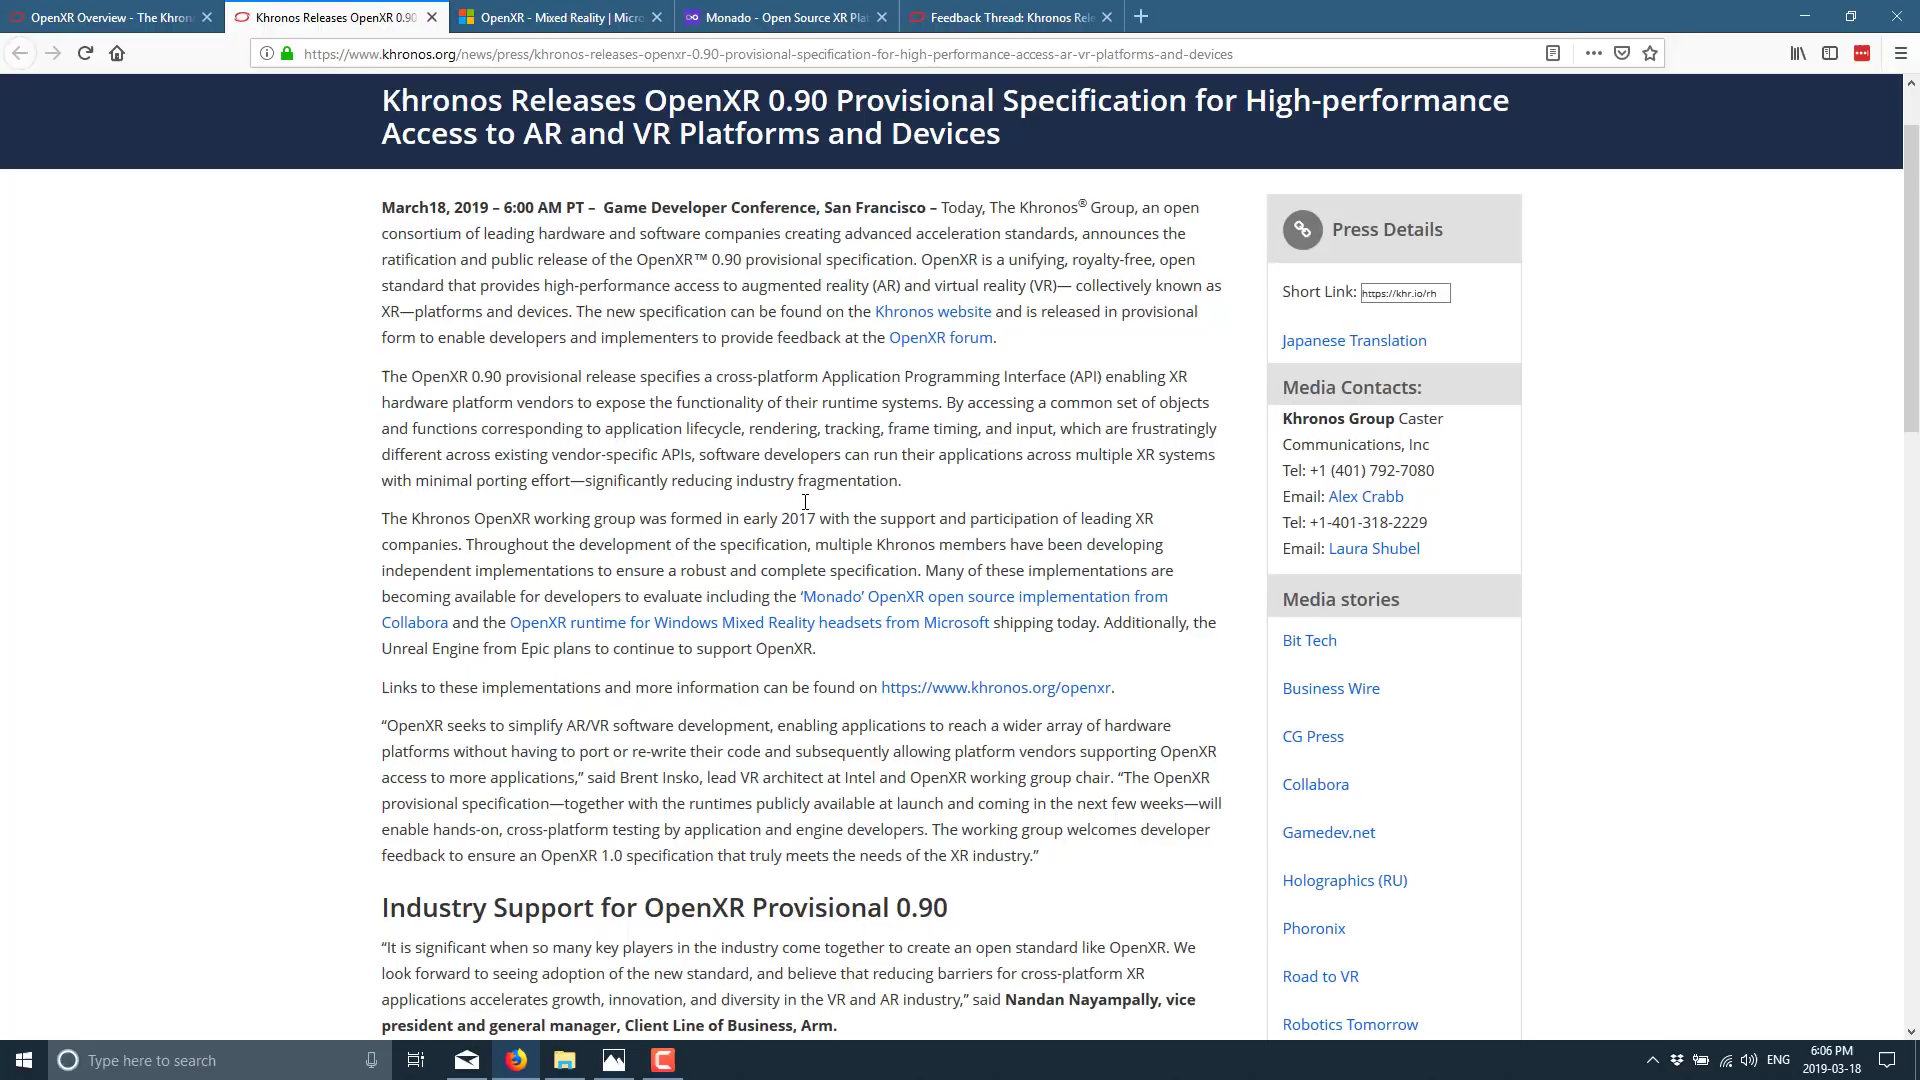 OpenXR Overview - The Khron
Khronos Releases OpenXR 0.90
OpenXR - Mixed Reality | Micro
Monado - Open Source XR Pla
Feedback Thread: Khronos Rele
https://www.khronos.org/news/press/khronos-releases-openxr-0.90-provisional-specification-for-high-performance-access-ar-vr-platforms-and-devices
Khronos Releases OpenXR 0.90 Provisional Specification for High-performance
Access to AR and VR Platforms and Devices
March18, 2019 – 6:00 AM PT – Game Developer Conference, San Francisco – Today, The Khronos® Group, an open
consortium of leading hardware and software companies creating advanced acceleration standards, announces the
ratification and public release of the OpenXR™ 0.90 provisional specification. OpenXR is a unifying, royalty-free, open
standard that provides high-performance access to augmented reality (AR) and virtual reality (VR)— collectively known as
XR—platforms and devices. The new specification can be found on the Khronos website and is released in provisional
form to enable developers and implementers to provide feedback at the OpenXR forum.
The OpenXR 0.90 provisional release specifies a cross-platform Application Programming Interface (API) enabling XR
hardware platform vendors to expose the functionality of their runtime systems. By accessing a common set of objects
and functions corresponding to application lifecycle, rendering, tracking, frame timing, and input, which are frustratingly
different across existing vendor-specific APIs, software developers can run their applications across multiple XR systems
with minimal porting effort—significantly reducing industry fragmentation.
The Khronos OpenXR working group was formed in early 2017 with the support and participation of leading XR
companies. Throughout the development of the specification, multiple Khronos members have been developing
independent implementations to ensure a robust and complete specification. Many of these implementations are
becoming available for developers to evaluate including the ‘Monado’ OpenXR open source implementation from
Collabora and the OpenXR runtime for Windows Mixed Reality headsets from Microsoft shipping today. Additionally, the
Unreal Engine from Epic plans to continue to support OpenXR.
Links to these implementations and more information can be found on https://www.khronos.org/openxr.
“OpenXR seeks to simplify AR/VR software development, enabling applications to reach a wider array of hardware
platforms without having to port or re-write their code and subsequently allowing platform vendors supporting OpenXR
access to more applications,” said Brent Insko, lead VR architect at Intel and OpenXR working group chair. “The OpenXR
provisional specification—together with the runtimes publicly available at launch and coming in the next few weeks—will
enable hands-on, cross-platform testing by application and engine developers. The working group welcomes developer
feedback to ensure an OpenXR 1.0 specification that truly meets the needs of the XR industry.”
Industry Support for OpenXR Provisional 0.90
“It is significant when so many key players in the industry come together to create an open standard like OpenXR. We
look forward to seeing adoption of the new standard, and believe that reducing barriers for cross-platform XR
applications accelerates growth, innovation, and diversity in the VR and AR industry,” said Nandan Nayampally, vice
president and general manager, Client Line of Business, Arm.
Press Details
Short Link: https://khr.io/rh
Japanese Translation
Media Contacts:
Khronos Group Caster
Communications, Inc
Tel: +1 (401) 792-7080
Email: Alex Crabb
Tel: +1-401-318-2229
Email: Laura Shubel
Media stories
Bit Tech
Business Wire
CG Press
Collabora
Gamedev.net
Holographics (RU)
Phoronix
Road to VR
Robotics Tomorrow
Type here to search
ENG
6:06 PM
2019-03-18